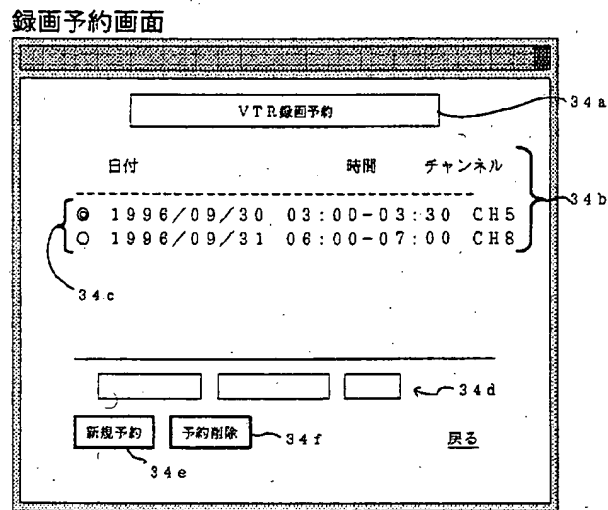 録画予約画面
VTR録画予約 34a
日付 時間 チャンネル
34b
◎ 1996/09/30 03:00-03:30 CH5
○ 1996/09/31 06:00-07:00 CH8
34c
34d
新規予約 予約削除 34f 戻る
34e